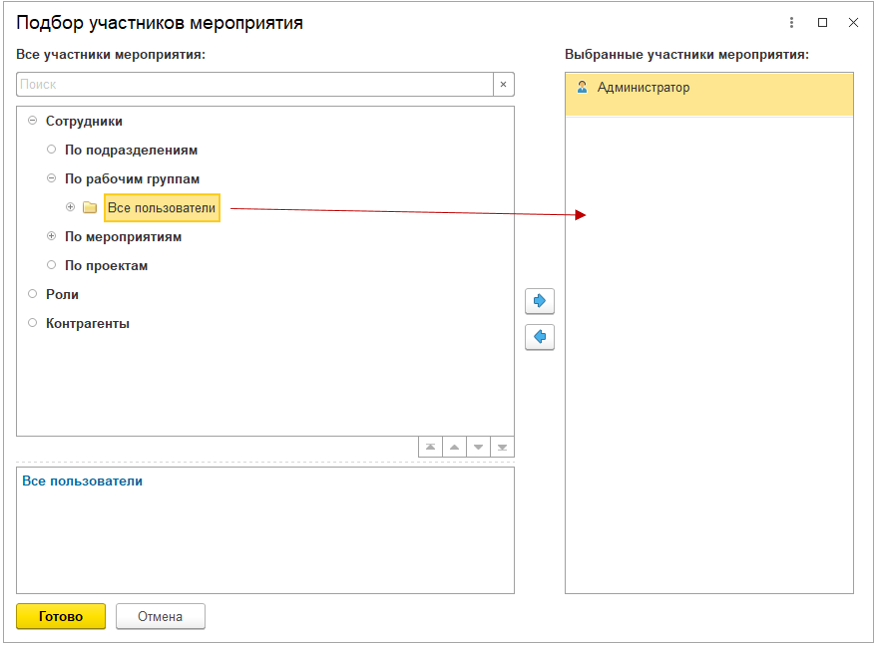 Подбор участников мероприятия
Все участники мероприятия:
Поиск
Сотрудники
По подразделениям
По рабочим группам
Все пользователи
По мероприятиям
По проектам
Роли
Контрагенты
Все пользователи
Выбранные участники мероприятия:
Администратор
Готово
Отмена